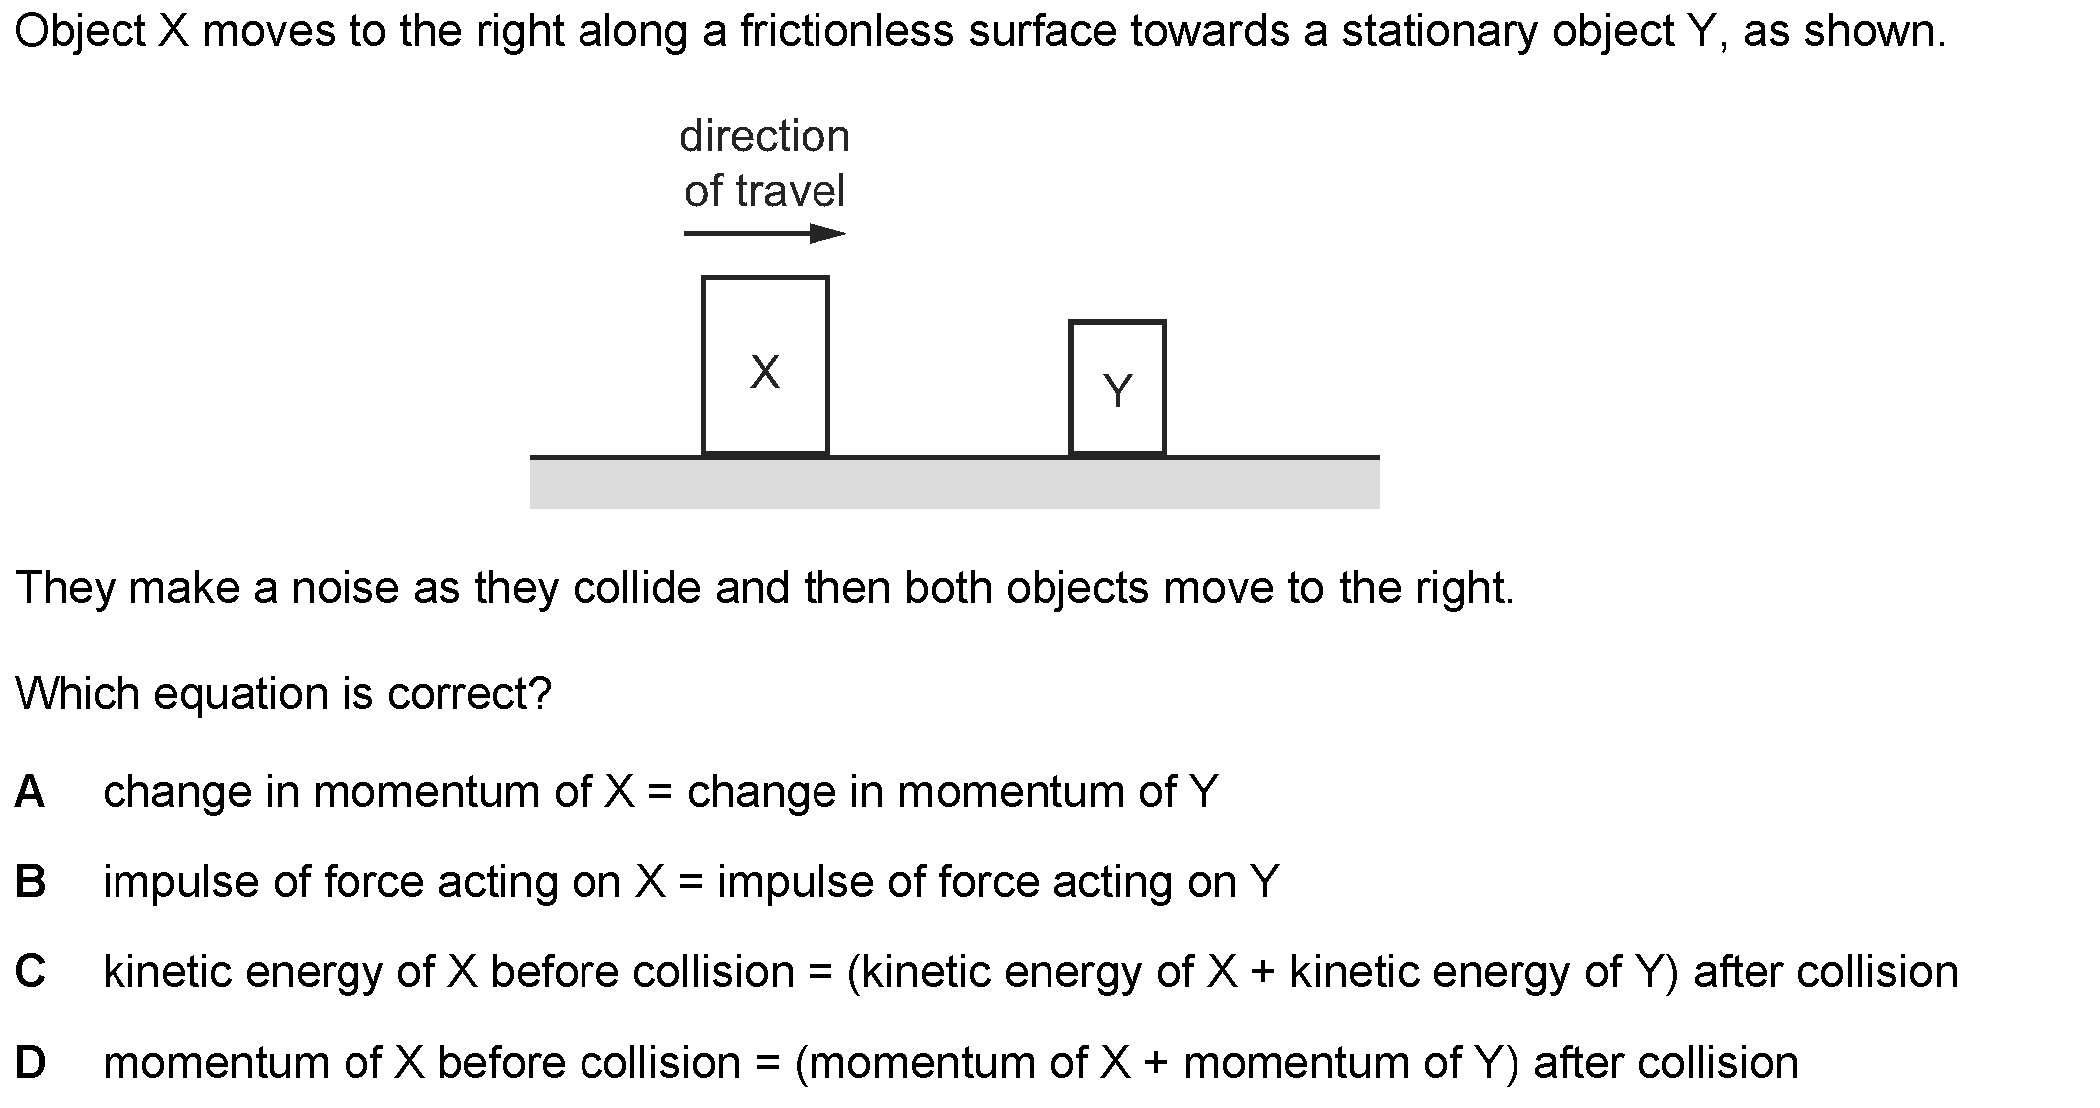 Object X moves to the right along a frictionless surface towards a stationary object Y, as shown.
direction
of travel
X
Y
They make a noise as they collide and then both objects move to the right.
Which equation is correct?
A change in momentum of X = change in momentum of Y
B impulse of force acting on X = impulse of force acting on Y
C kinetic energy of X before collision = (kinetic energy of X + kinetic energy of Y) after collision
D momentum of X before collision = (momentum of X + momentum of Y) after collision